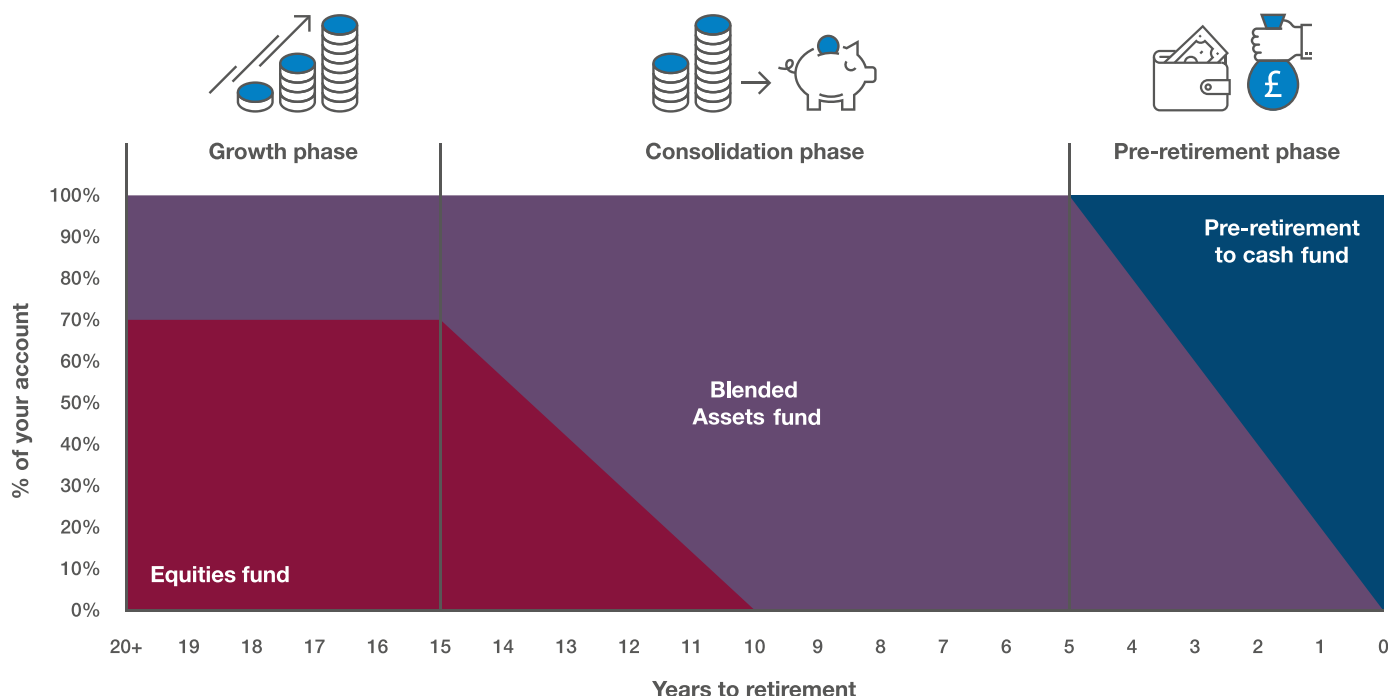 £
Growth phase
Consolidation phase
Pre-retirement phase
100%
90%
80%
70%
60%
50%
40%
30%
20%
10%
0%
% of your account
Pre-retirement
to cash fund
Blended
Assets fund
Equities fund
20+ 19 18 17 16 15 14 13 12 11 10 9 8 7 6 5 4 3 2 1 0
Years to retirement